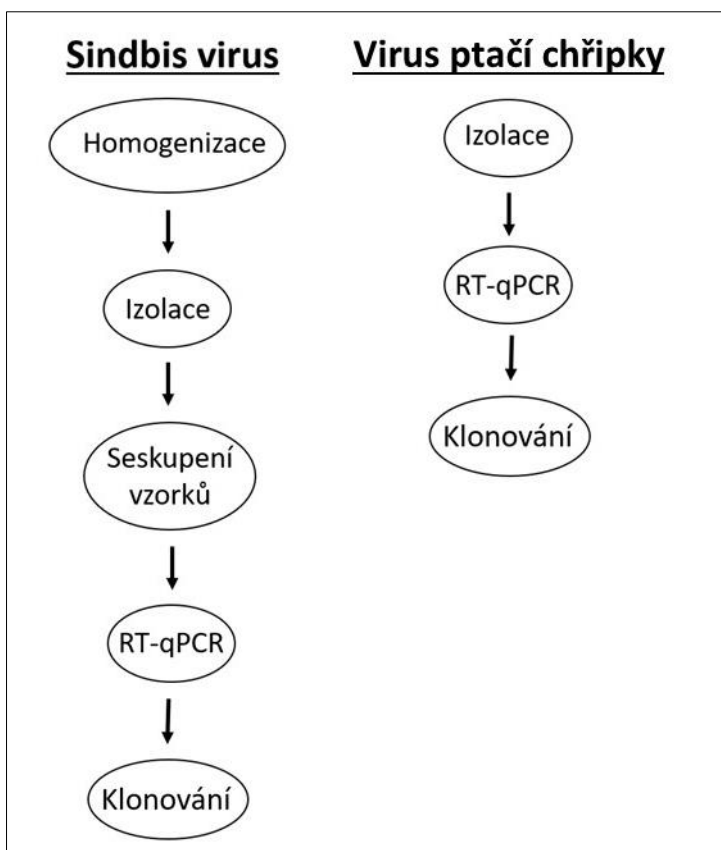 Sindbis virus
Homogenizace
Izolace
Seskupení
vzorků
RT-qPCR
Klonování
Virus ptačí chřipky
Izolace
RT-qPCR
Klonování